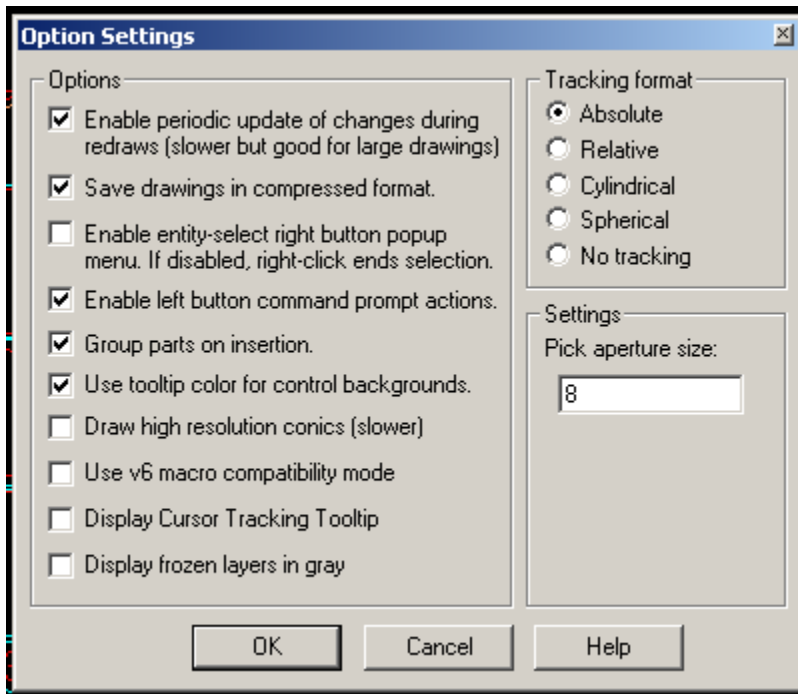 Option Settings
Options
Enable periodic update of changes during
redraws (slower but good for large drawings)
Save drawings in compressed format.
Enable entity-select right button popup
menu. If disabled, right-click ends selection.
Enable left button command prompt actions.
Group parts on insertion.
Use tooltip color for control backgrounds.
Draw high resolution conics (slower)
Use v6 macro compatibility mode
Display Cursor Tracking Tooltip
Display frozen layers in gray
Tracking format
Absolute
Relative
Cylindrical
Spherical
No tracking
Settings
Pick aperture size:
8
OK
Cancel
Help